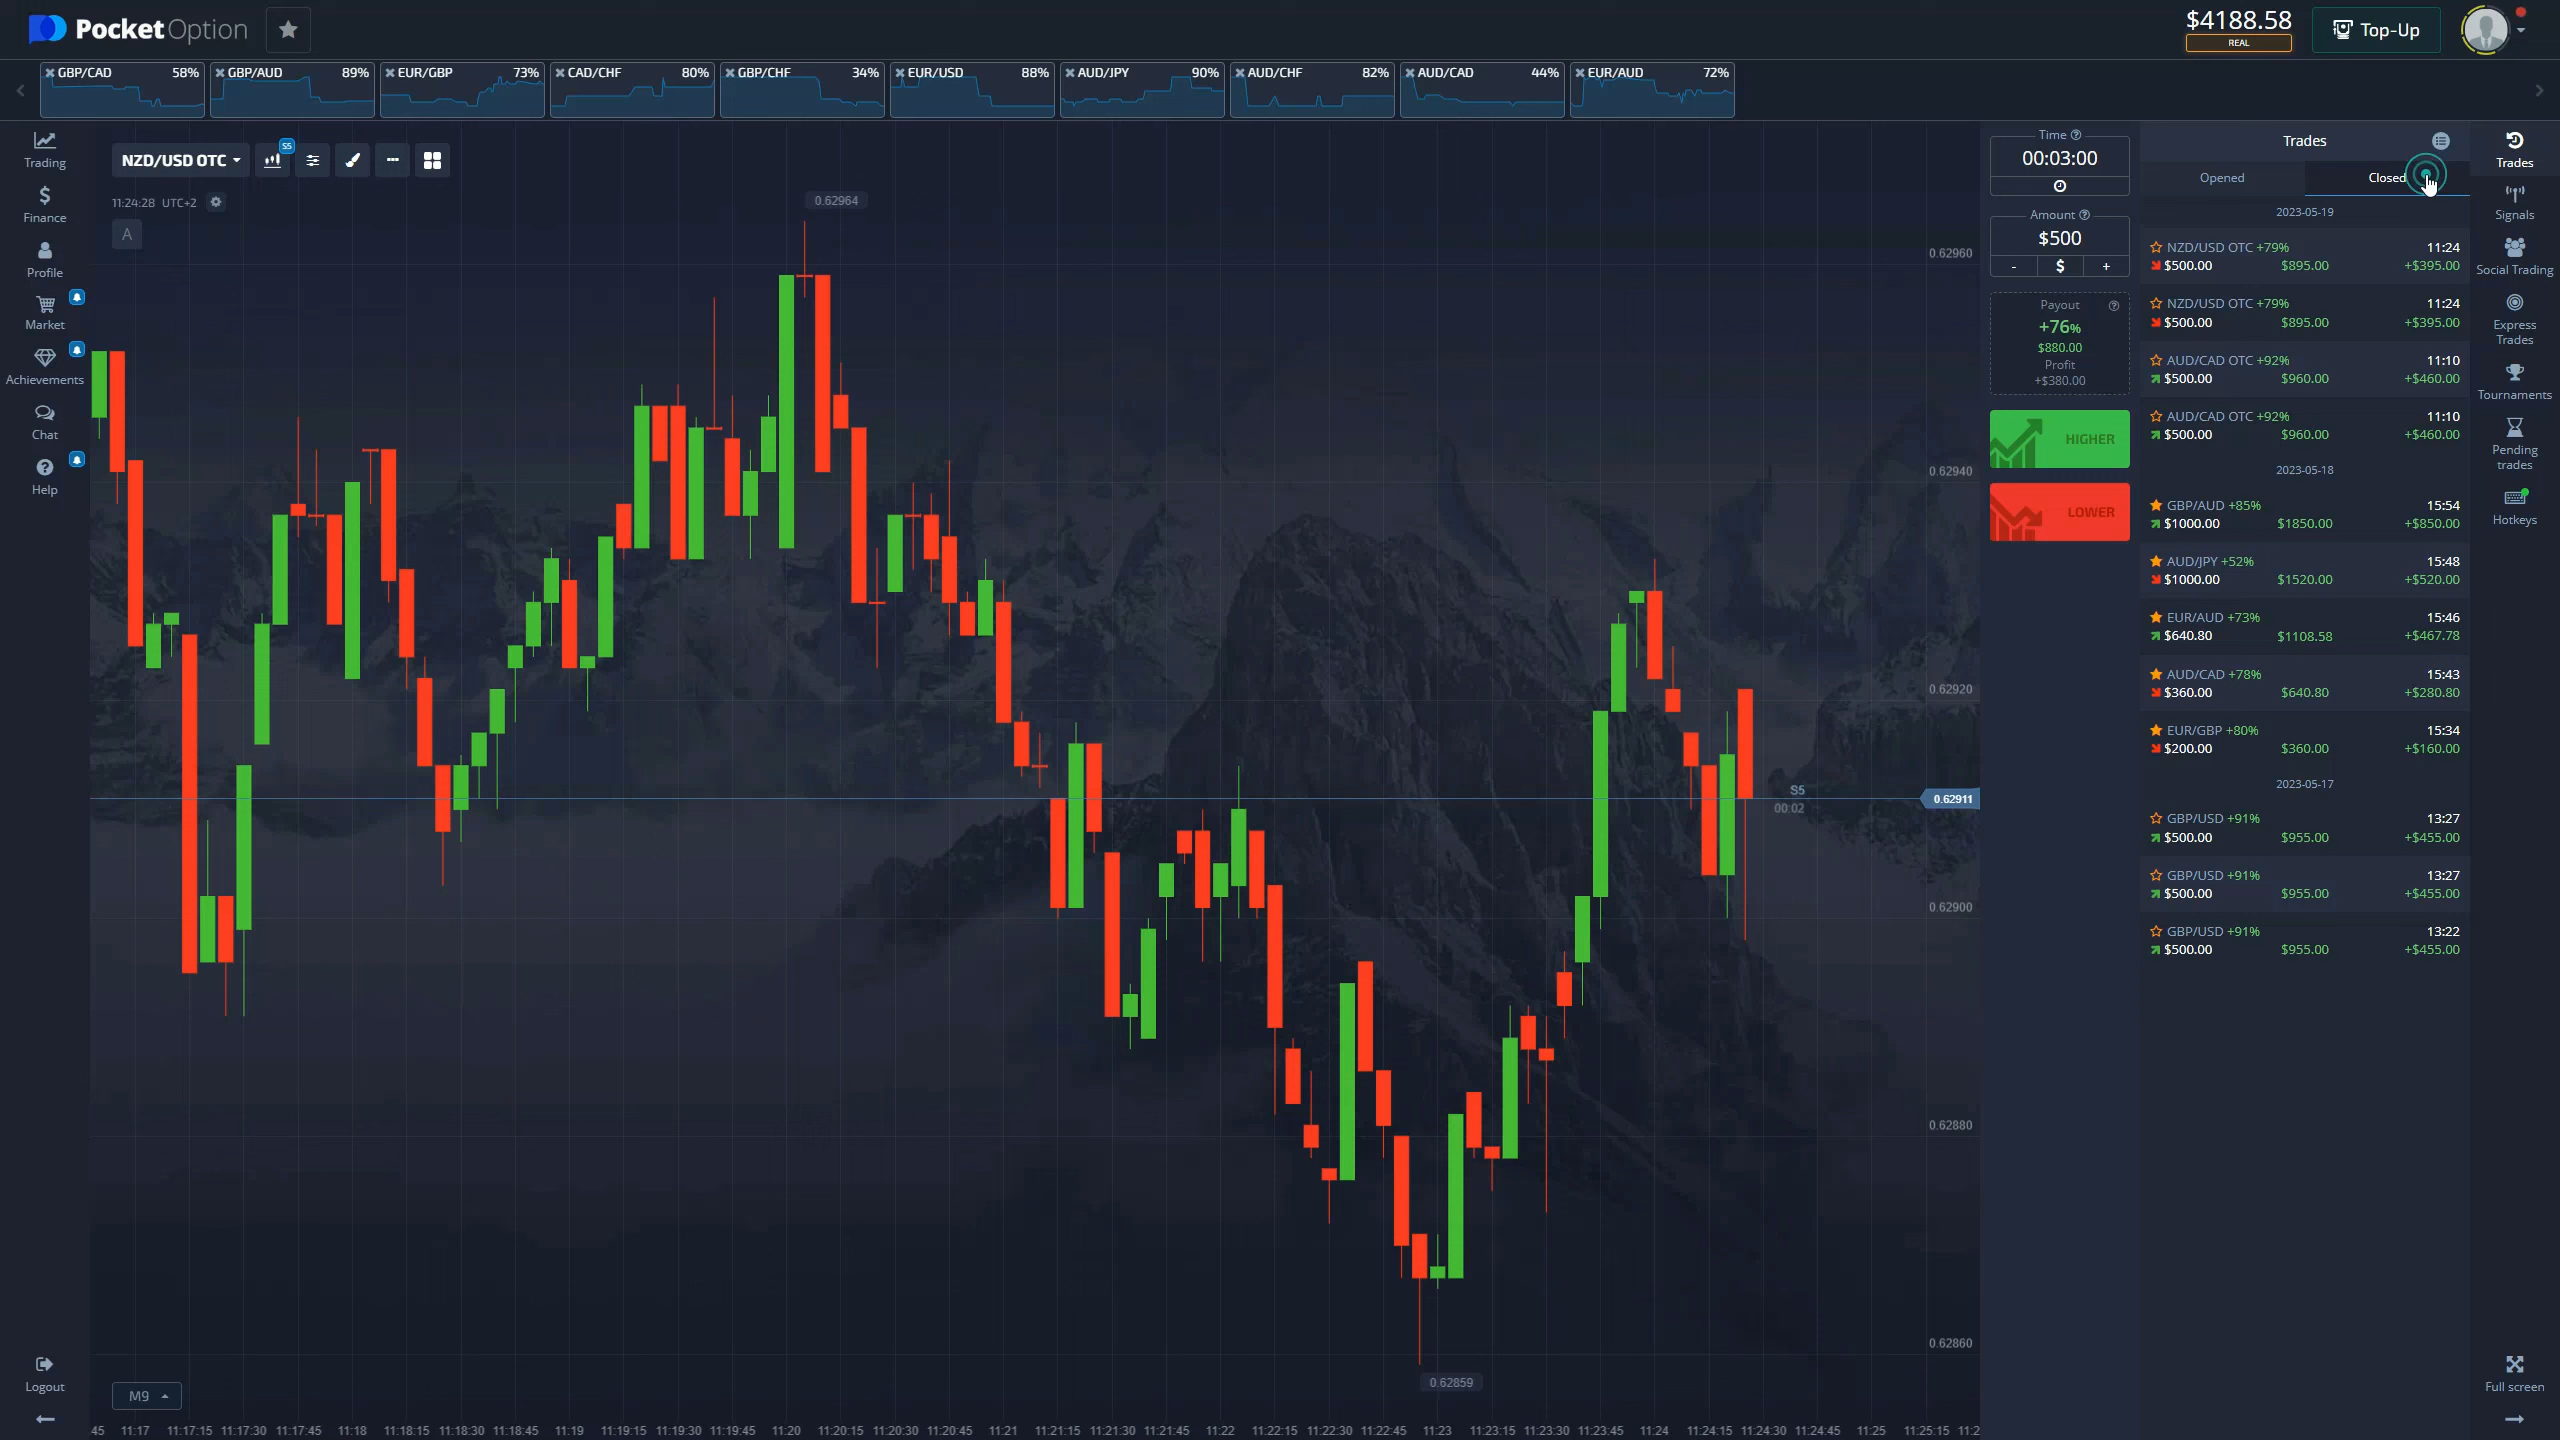 PocketOption
$4188.58
REAL
Top-Up
GBP/CAD 58%
GBP/AUD 89%
EUR/GBP 73%
CAD/CHF 80%
GBP/CHF 34%
EUR/USD 88%
AUD/JPY 90%
AUD/CHF 82%
AUD/CAD 44%
EUR/AUD 72%
Trading
Finance
Profile
Market
Achievements
Chat
Help
Logout
NZD/USD OTC
S5
11:24:28 UTC+2
A
0.62964
0.62960
0.62940
0.62920
S5
00:02
0.62911
0.62900
0.62880
0.62860
0.62859
M9
45 11:17 11:17:15 11:17:30 11:17:45 11:18 11:18:15 11:18:30 11:18:45 11:19 11:19:15 11:19:30 11:19:45 11:20 11:20:15 11:20:30 11:20:45 11:21 11:21:15 11:21:30 11:21:45 11:22 11:22:15 11:22:30 11:22:45 11:23 11:23:15 11:23:30 11:23:45 11:24 11:24:15 11:24:30 11:24:45 11:25 11:25:15 11:2
Time
00:03:00
Amount
$500
- $ +
Payout
+76%
$880.00
Profit
+$380.00
HIGHER
LOWER
Trades
Opened Closed
2023-05-19
NZD/USD OTC +79% 11:24
$500.00 $895.00 +$395.00
NZD/USD OTC +79% 11:24
$500.00 $895.00 +$395.00
AUD/CAD OTC +92% 11:10
$500.00 $960.00 +$460.00
AUD/CAD OTC +92% 11:10
$500.00 $960.00 +$460.00
2023-05-18
GBP/AUD +85% 15:54
$1000.00 $1850.00 +$850.00
AUD/JPY +52% 15:48
$1000.00 $1520.00 +$520.00
EUR/AUD +73% 15:46
$640.80 $1108.58 +$467.78
AUD/CAD +78% 15:43
$360.00 $640.80 +$280.80
EUR/GBP +80% 15:34
$200.00 $360.00 +$160.00
2023-05-17
GBP/USD +91% 13:27
$500.00 $955.00 +$455.00
GBP/USD +91% 13:27
$500.00 $955.00 +$455.00
GBP/USD +91% 13:22
$500.00 $955.00 +$455.00
Trades
Signals
Social Trading
Express
Trades
Tournaments
Pending
trades
Hotkeys
Full screen